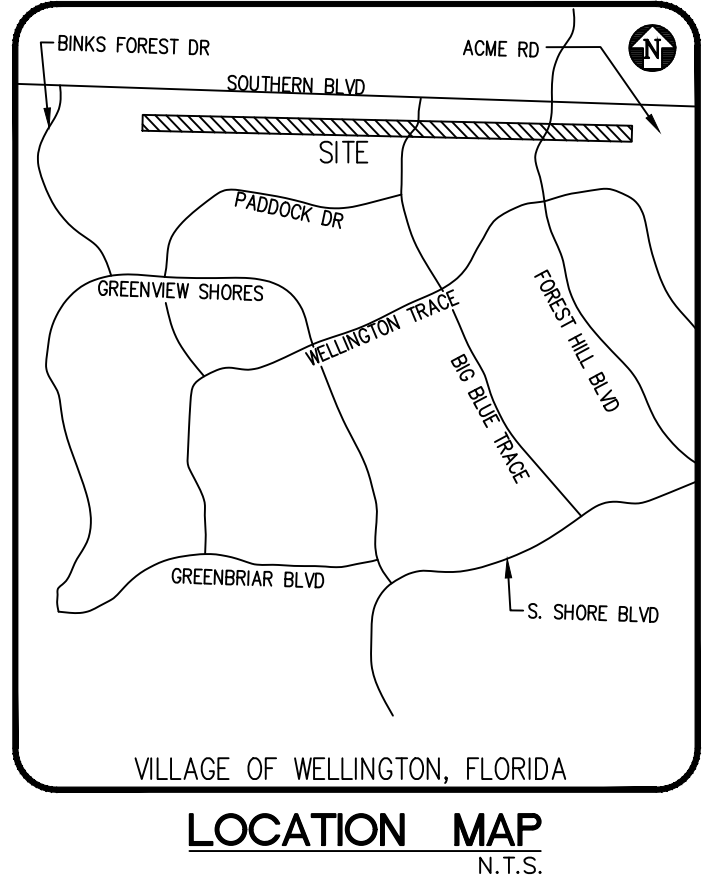 BINKS FOREST DR
ACME RD
N
SOUTHERN BLVD
SITE
PADDOCK DR
GREENVIEW SHORES
WELLINGTON TRACE
FOREST HILL BLVD
BIG BLUE TRACE
GREENBRIAR BLVD
S. SHORE BLVD
VILLAGE OF WELLINGTON, FLORIDA
LOCATION MAP
N.T.S.